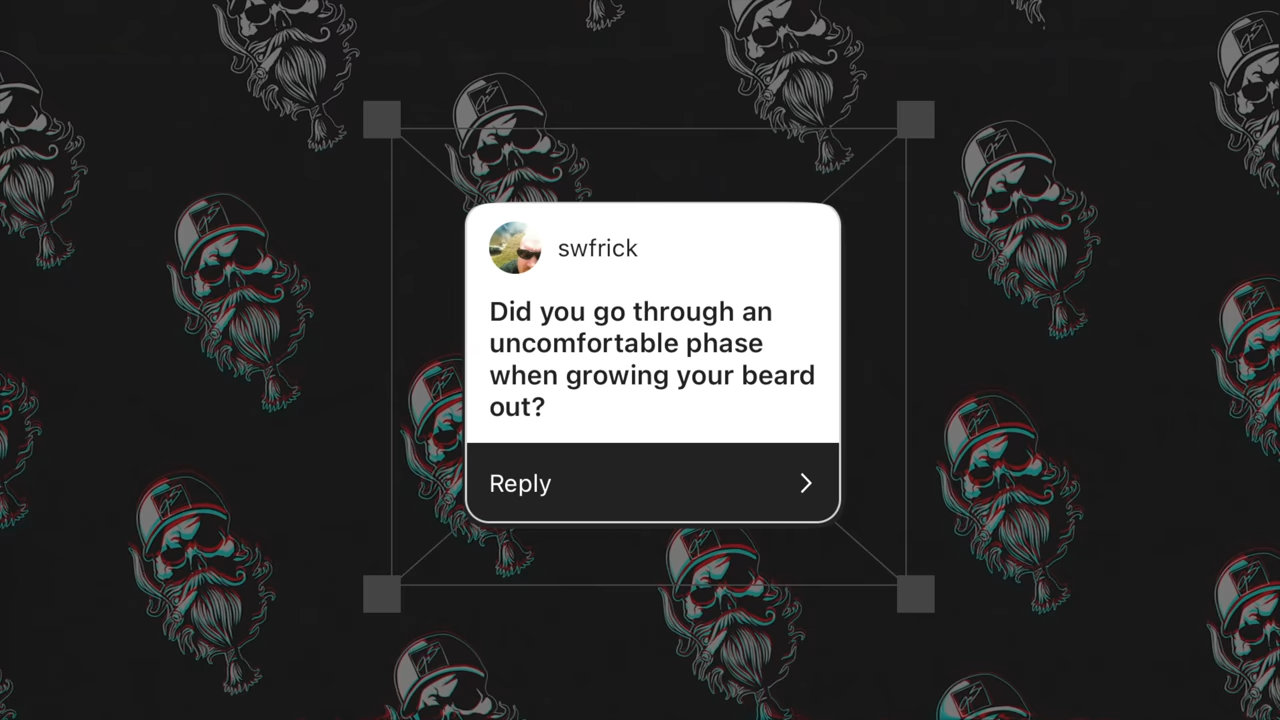 swfrick
Did you go through an
uncomfortable phase
when growing your beard
out?
Reply